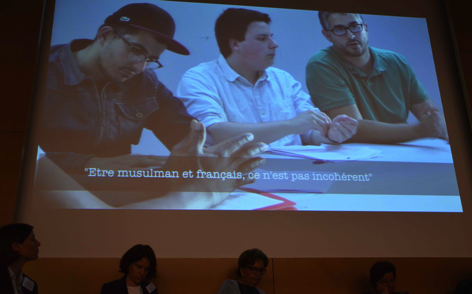 "Etre musulman et français, ce n'est pas incohérent"